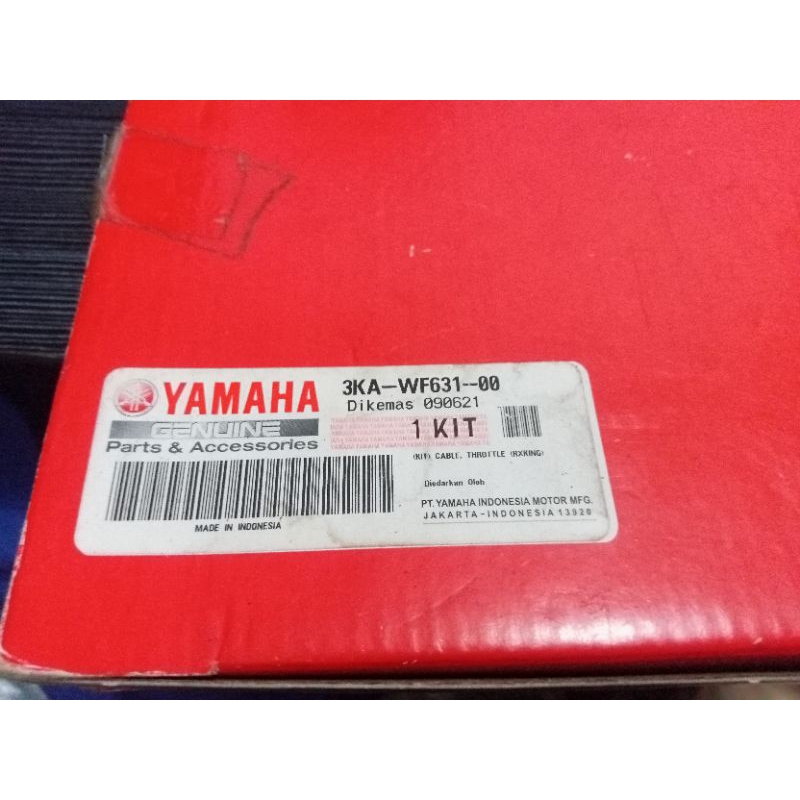 YAMAHA
GENUINE
Parts & Accessories
3KA-WF631--00
Dikemas 090621
1 KIT
(KIT) CABLE, THROTTLE (RXKING)
Diedarkan Oleh
PT. YAMAHA INDONESIA MOTOR MFG.
JAKARTA-INDONESIA 13920
MADE IN INDONESIA